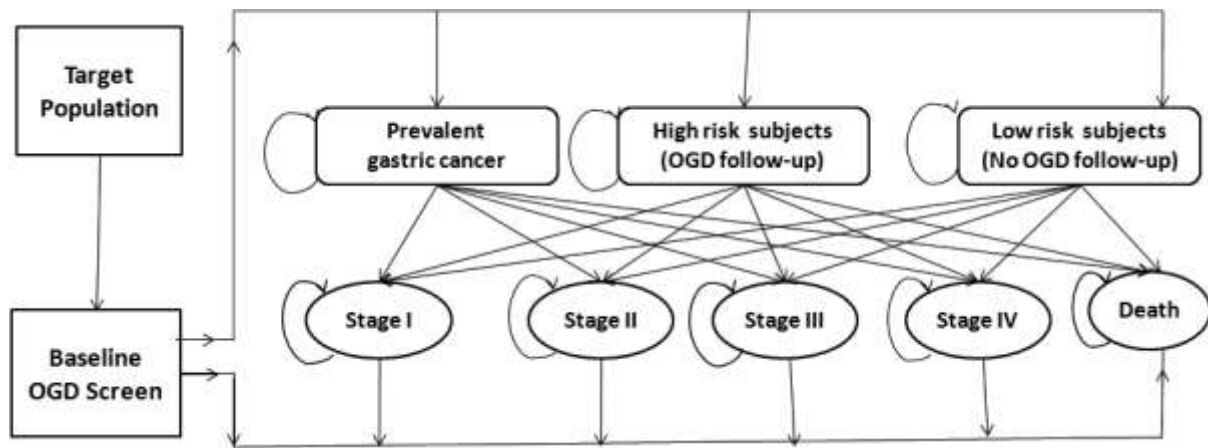 Target
Population
Prevalent
gastric cancer
High risk subjects
(OGD follow-up)
Low risk subjects
(No OGD follow-up)
Stage I
Stage II
Stage III
Stage IV
Death
Baseline
OGD Screen